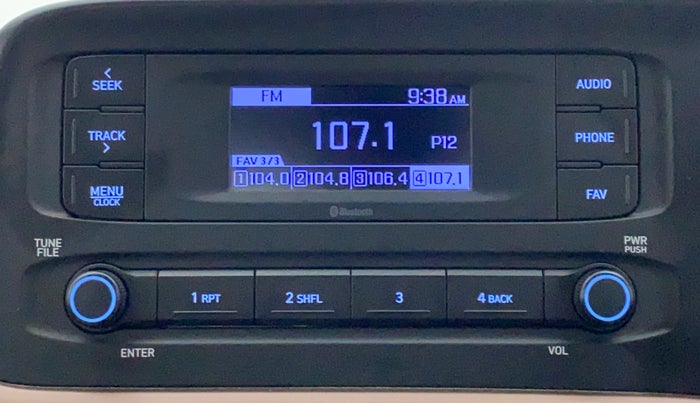 < SEEK
FM 9:38 AM
AUDIO
TRACK >
107.1 P12
PHONE
FAV 3/3
1 104.0 2 104.8 3 106.4 4 107.1
MENU CLOCK
FAV
Bluetooth
TUNE FILE
PWR PUSH
1 RPT
2 SHFL
3
4 BACK
ENTER
VOL